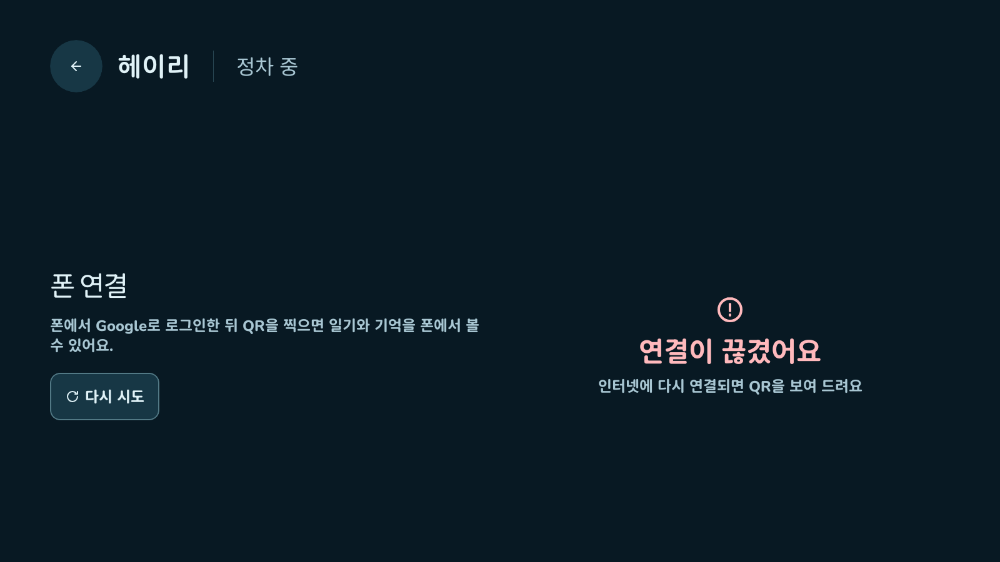 헤이리
정차 중
폰 연결
폰에서 Google로 로그인한 뒤 QR을 찍으면 일기와 기억을 폰에서 볼
수 있어요.
다시 시도
연결이 끊겼어요
인터넷에 다시 연결되면 QR을 보여 드려요